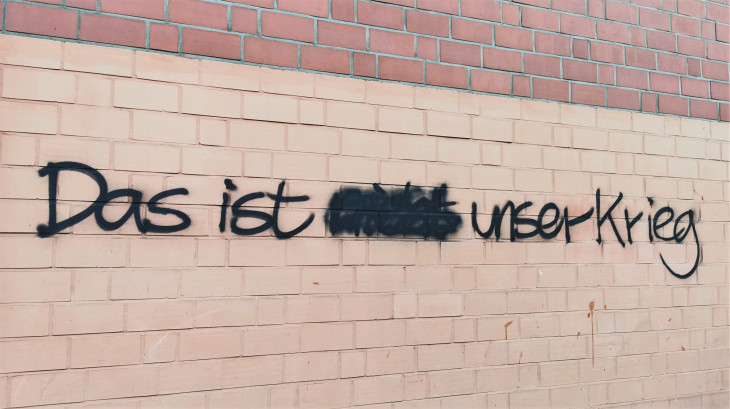 Das ist unser Krieg